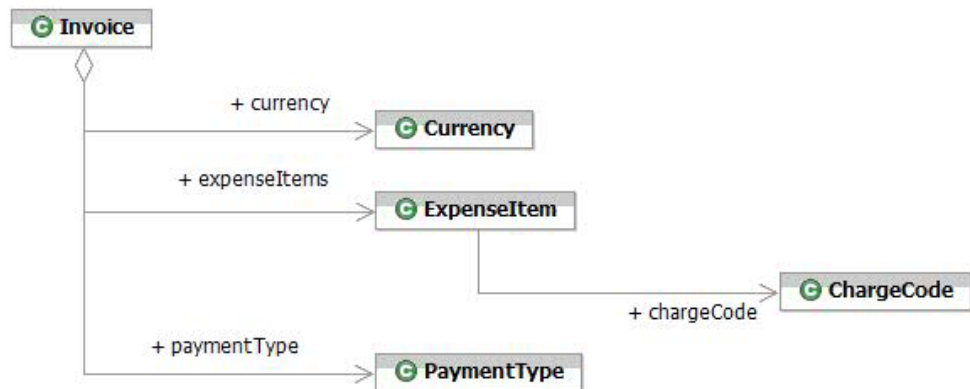 Invoice
+ currency
Currency
+ expenseItems
ExpenseItem
ChargeCode
+ chargeCode
+ paymentType
PaymentType